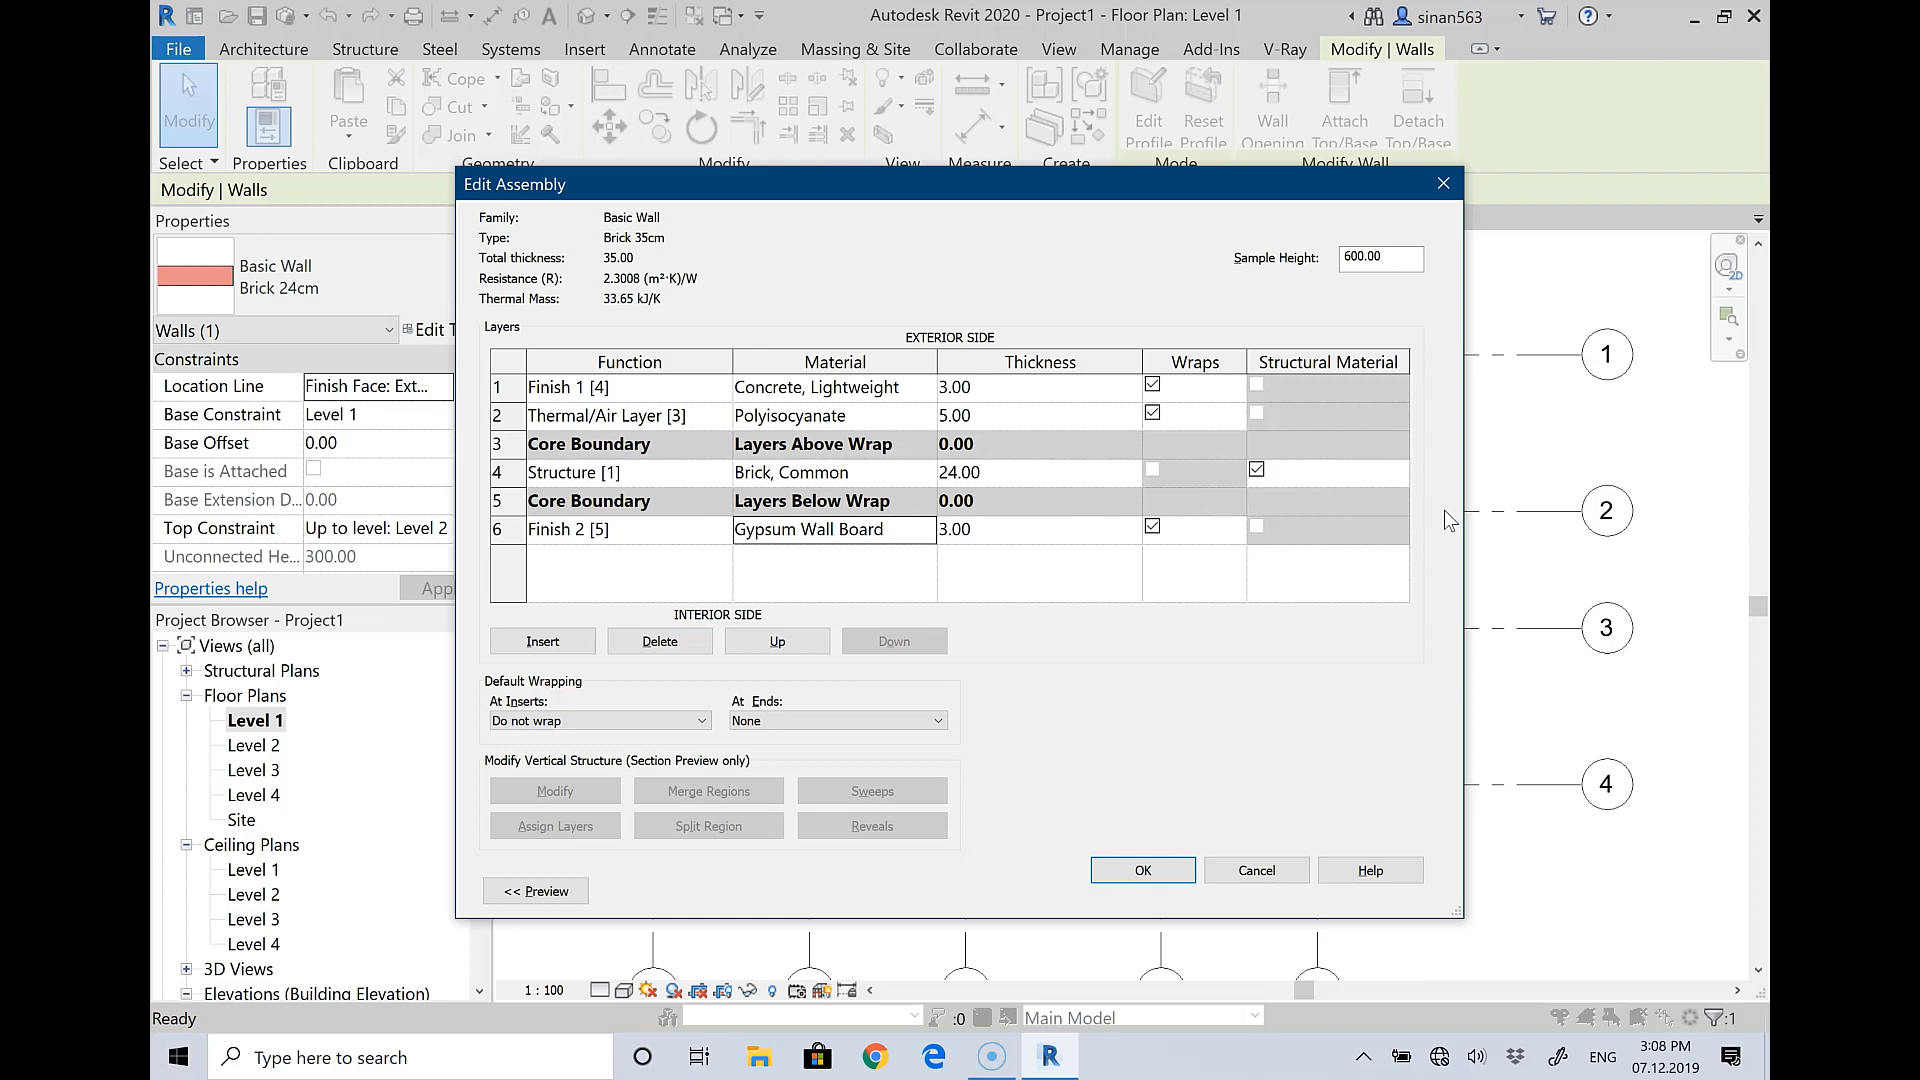 Autodesk Revit 2020 - Project1 - Floor Plan: Level 1
sinan563
File Architecture Structure Steel Systems Insert Annotate Analyze Massing & Site Collaborate View Manage Add-Ins V-Ray Modify | Walls
Modify
Paste
Cope
Cut
Join
Edit Profile
Reset Profile
Wall Opening
Attach Top/Base
Detach Top/Base
Select Properties Clipboard Geometry Modify View Measure Create Mode Modify Wall
Modify | Walls
Properties
Basic Wall
Brick 24cm
Walls (1)
Edit T
Constraints
Location Line Finish Face: Ext...
Base Constraint Level 1
Base Offset 0.00
Base is Attached
Base Extension D... 0.00
Top Constraint Up to level: Level 2
Unconnected He... 300.00
Properties help
App
Project Browser - Project1
Views (all)
Structural Plans
Floor Plans
Level 1
Level 2
Level 3
Level 4
Site
Ceiling Plans
Level 1
Level 2
Level 3
Level 4
3D Views
Elevations (Building Elevation)
Edit Assembly
Family: Basic Wall
Type: Brick 35cm
Total thickness: 35.00
Resistance (R): 2.3008 (m²·K)/W
Thermal Mass: 33.65 kJ/K
Sample Height: 600.00
Layers
EXTERIOR SIDE
Function Material Thickness Wraps Structural Material
1 Finish 1 [4] Concrete, Lightweight 3.00
2 Thermal/Air Layer [3] Polyisocyanate 5.00
3 Core Boundary Layers Above Wrap 0.00
4 Structure [1] Brick, Common 24.00
5 Core Boundary Layers Below Wrap 0.00
6 Finish 2 [5] Gypsum Wall Board 3.00
INTERIOR SIDE
Insert Delete Up Down
Default Wrapping
At Inserts: At Ends:
Do not wrap None
Modify Vertical Structure (Section Preview only)
Modify Merge Regions Sweeps
Assign Layers Split Region Reveals
OK Cancel Help
<< Preview
2D
1
2
3
4
1 : 100
Ready
:0
Main Model
:1
Type here to search
ENG
3:08 PM
07.12.2019